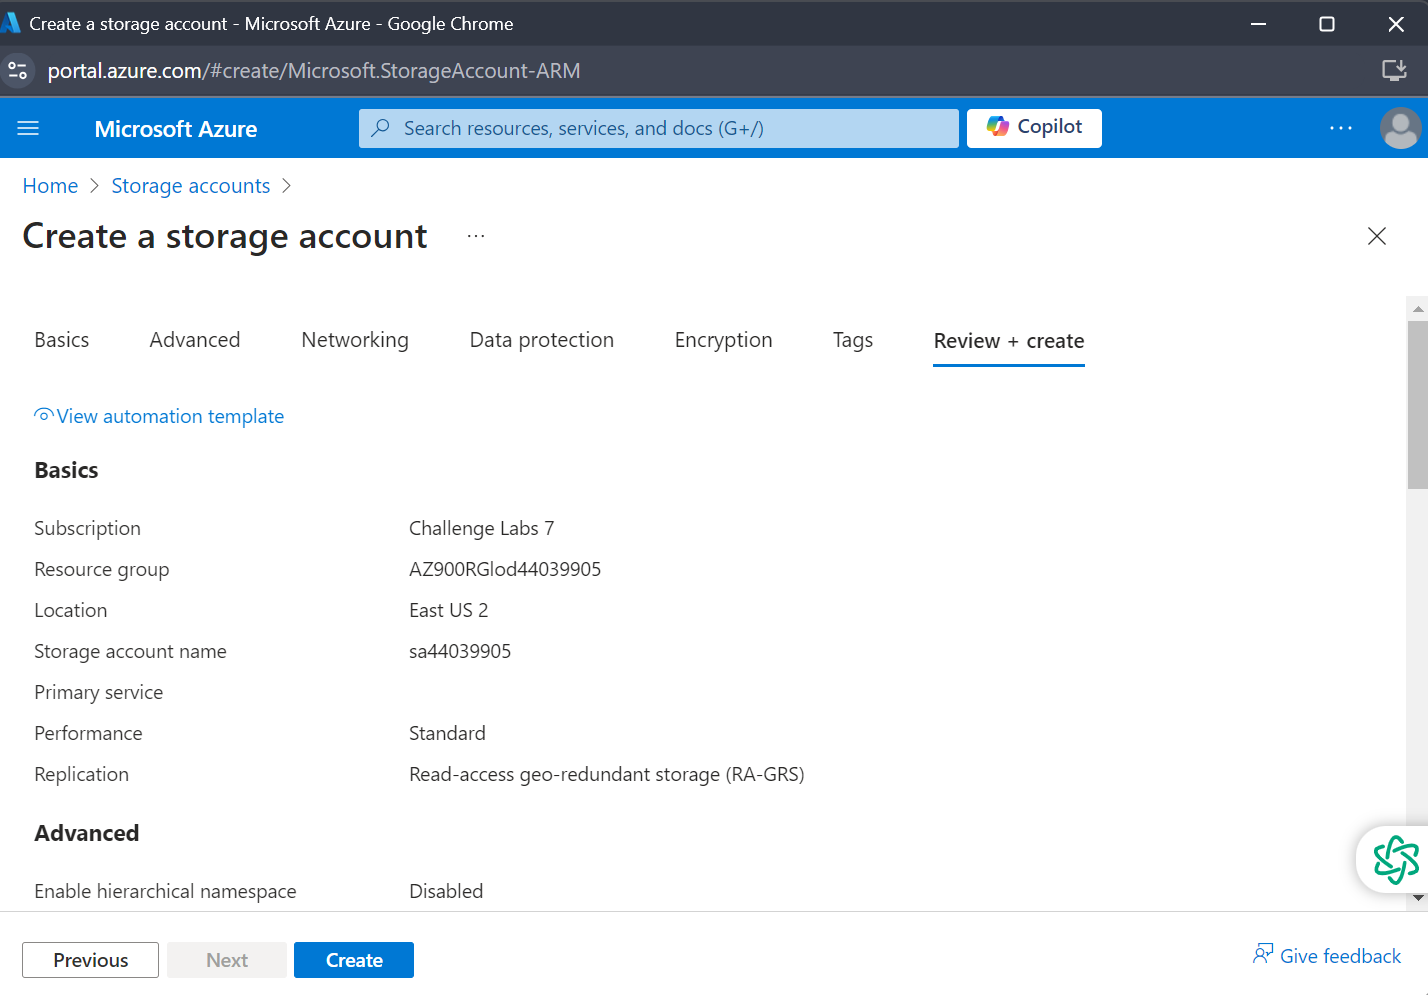 Create a storage account - Microsoft Azure - Google Chrome
portal.azure.com/#create/Microsoft.StorageAccount-ARM
Microsoft Azure
Search resources, services, and docs (G+/)
Copilot
Home > Storage accounts >
Create a storage account ...
Basics Advanced Networking Data protection Encryption Tags Review + create
View automation template
Basics
Subscription Challenge Labs 7
Resource group AZ900RGlod44039905
Location East US 2
Storage account name sa44039905
Primary service
Performance Standard
Replication Read-access geo-redundant storage (RA-GRS)
Advanced
Enable hierarchical namespace Disabled
Previous Next Create Give feedback